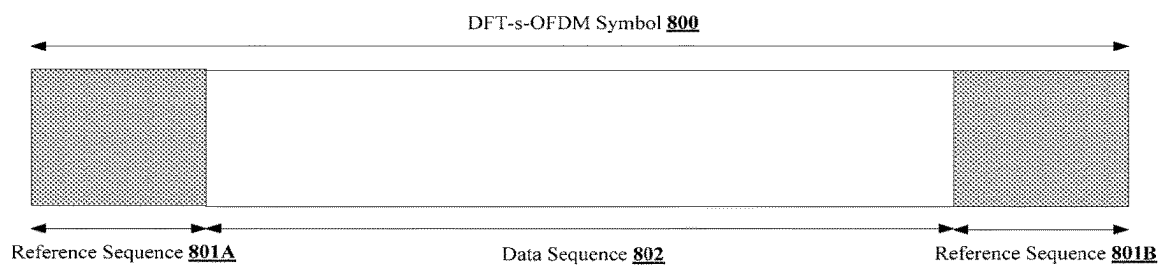 DFT-s-OFDM Symbol 800
Reference Sequence 801A
Data Sequence 802
Reference Sequence 801B